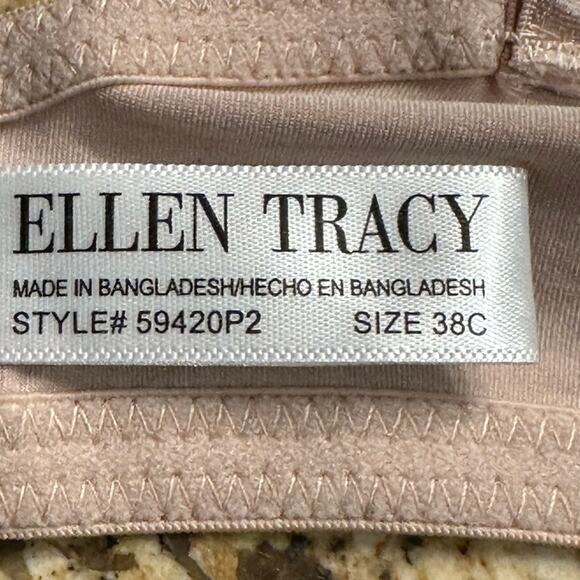 ELLEN TRACY
MADE IN BANGLADESH/HECHO EN BANGLADESH
STYLE# 59420P2 SIZE 38C